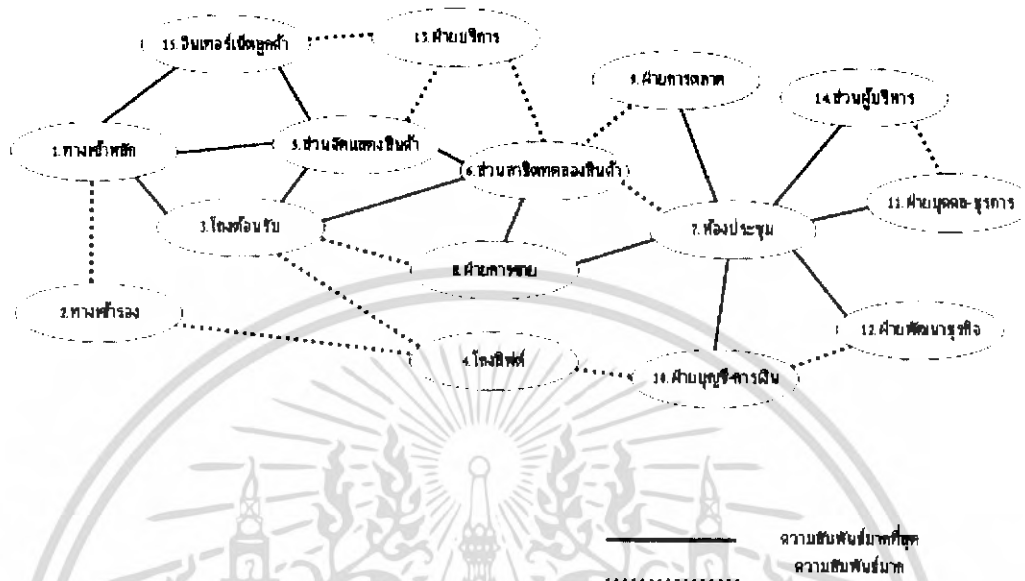 15.อินเตอร์เน็ตลูกค้า
13.ฝ่ายบริการ
9.ฝ่ายการตลาด
14.ส่วนผู้บริหาร
1.ทางเข้าหลัก
5.ส่วนจัดแสดงสินค้า
6.ส่วนสาธิตทดลองสินค้า
11.ฝ่ายบุคคล-ธุรการ
3.โถงต้อนรับ
7.ห้องประชุม
8.ฝ่ายการขาย
2.ทางเข้ารอง
4.โถงลิฟต์
12.ฝ่ายพัฒนาธุรกิจ
10.ฝ่ายบุญชี-การเงิน
ความสัมพันธ์มากที่สุด
ความสัมพันธ์มาก